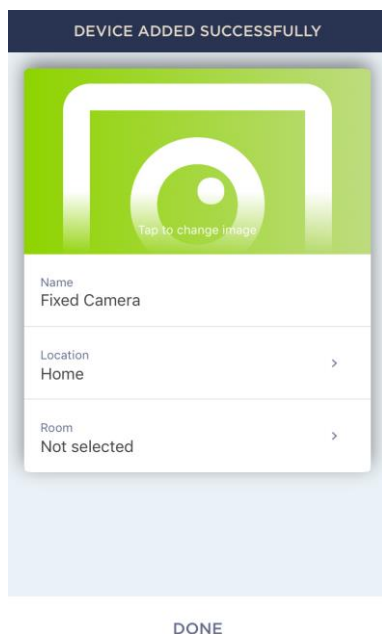 DEVICE ADDED SUCCESSFULLY
Tap to change image
Name
Fixed Camera
Location
Home
Room
Not selected
DONE